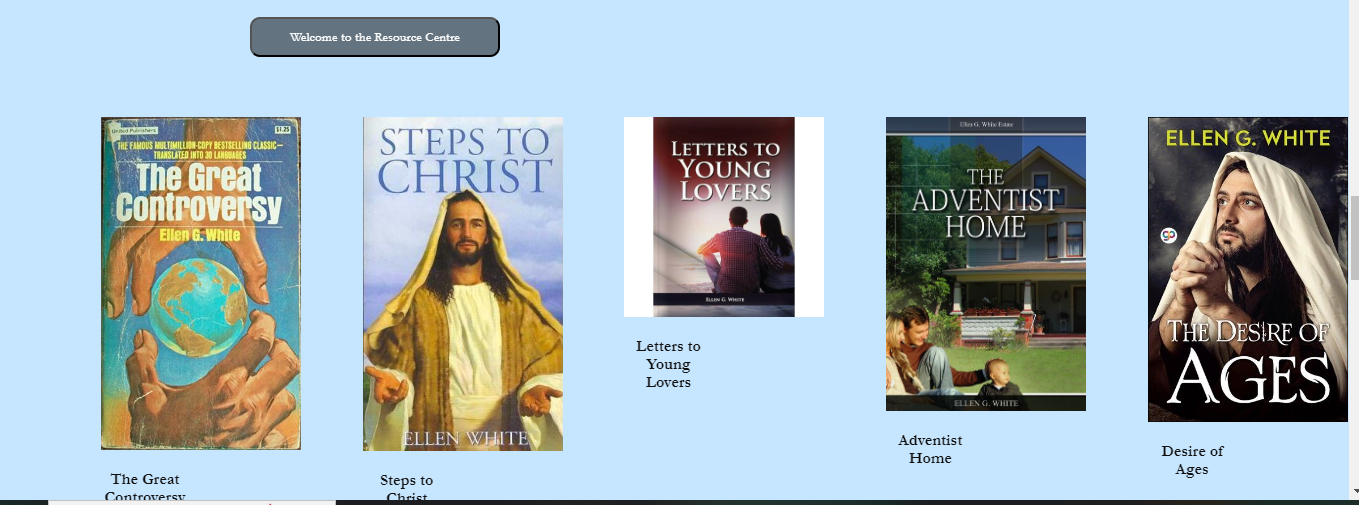 Welcome to the Resource Centre
United Publishers
$1.25
THE FAMOUS MULTIMILLION-COPY BESTSELLING CLASSIC—
TRANSLATED INTO 30 LANGUAGES
The Great
Controversy
Ellen G. White
The Great
Controversy
STEPS TO
CHRIST
ELLEN WHITE
Steps to
Christ
LETTERS TO
YOUNG
LOVERS
ELLEN G. WHITE
Letters to
Young
Lovers
Ellen G. White Estate
THE
ADVENTIST
HOME
ELLEN G. WHITE
Adventist
Home
ELLEN G. WHITE
gp
THE DESIRE OF
AGES
Desire of
Ages